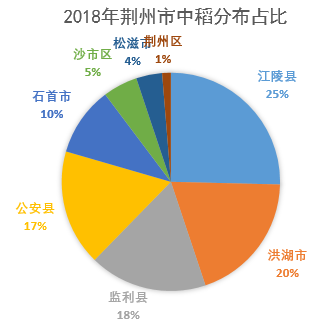 2018年荆州市中稻分布占比
荆州区
1%
松滋市
4%
沙市区
5%
江陵县
25%
石首市
10%
公安县
17%
洪湖市
20%
监利县
18%